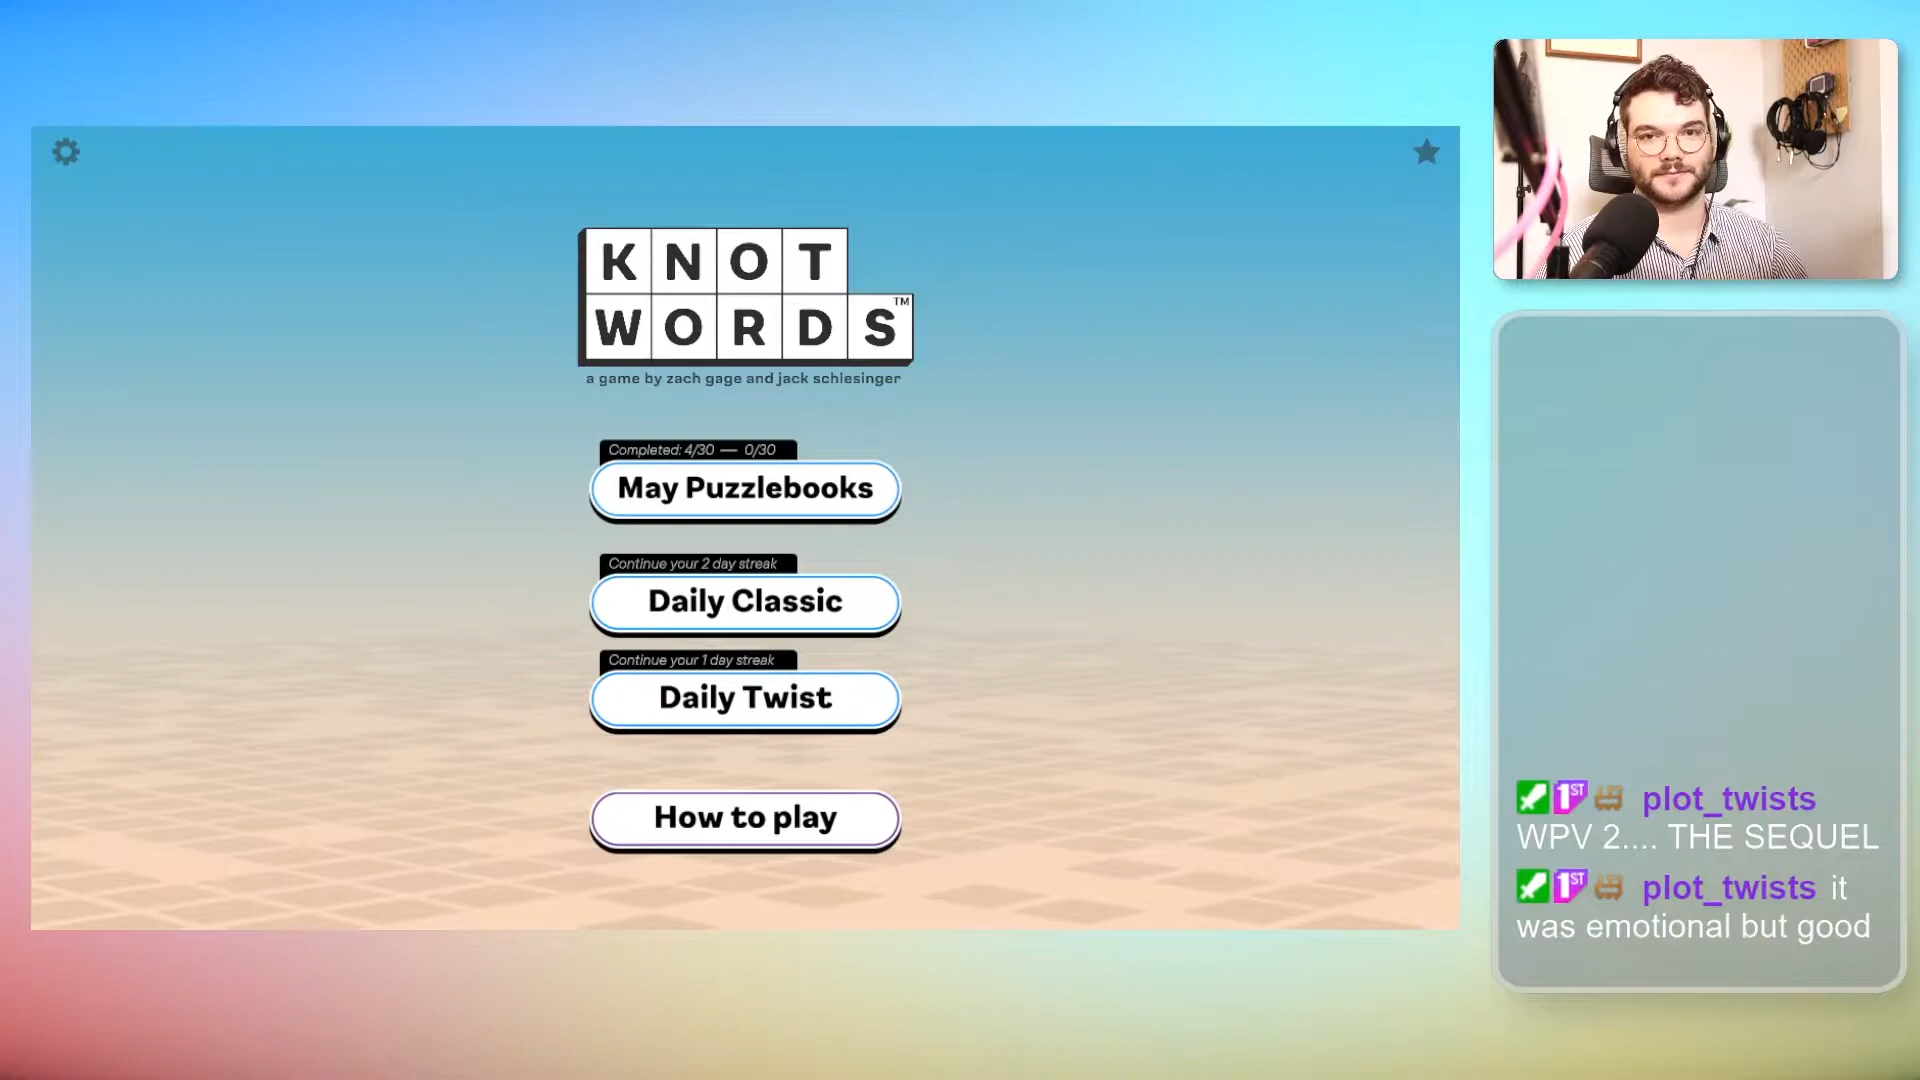 KNOT
WORDS™
a game by zach gage and jack schlesinger
Completed: 4/30 — 0/30
May Puzzlebooks
Continue your 2 day streak
Daily Classic
Continue your 1 day streak
Daily Twist
How to play
1ST plot_twists
WPV 2.... THE SEQUEL
1ST plot_twists it
was emotional but good